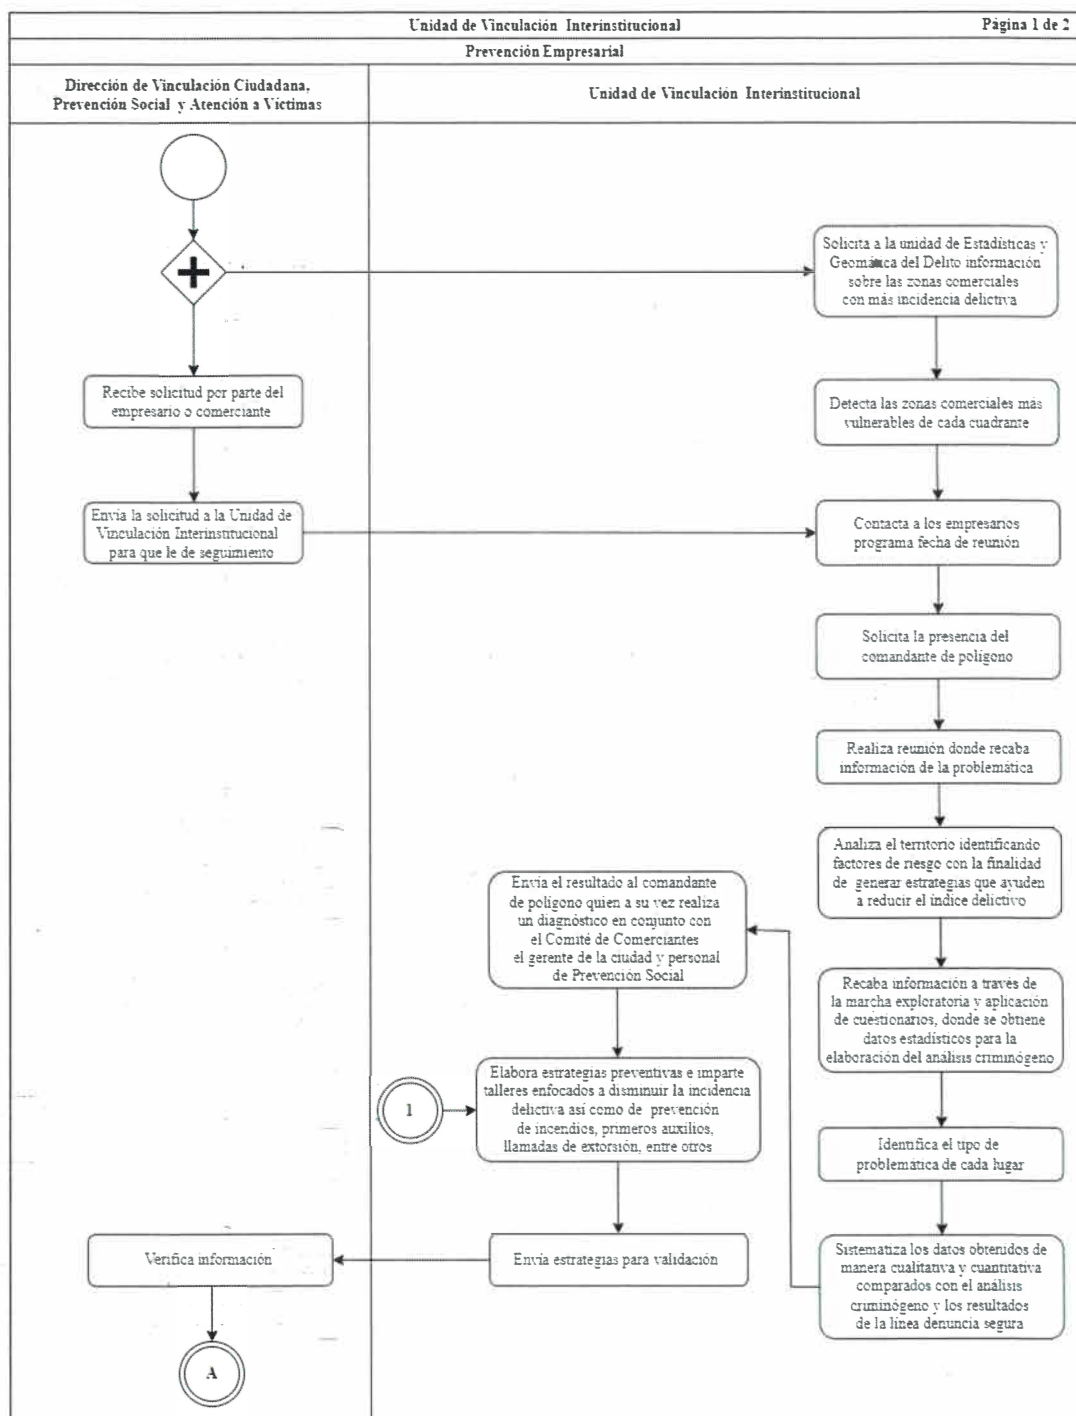 Unidad de Vinculación Interinstitucional
Página 1 de 2
Prevención Empresarial
Dirección de Vinculación Ciudadana,
Prevención Social y Atención a Víctimas
Unidad de Vinculación Interinstitucional
Solicita a la unidad de Estadísticas y
Geomática del Delito información
sobre las zonas comerciales
con más incidencia delictiva
Recibe solicitud por parte del
empresario o comerciante
Detecta las zonas comerciales más
vulnerables de cada cuadrante
Envía la solicitud a la Unidad de
Vinculación Interinstitucional
para que le de seguimiento
Contacta a los empresarios
programa fecha de reunión
Solicita la presencia del
comandante de polígono
Realiza reunión donde recaba
información de la problemática
Analiza el territorio identificando
factores de riesgo con la finalidad
de generar estrategias que ayuden
a reducir el índice delictivo
Envía el resultado al comandante
de polígono quien a su vez realiza
un diagnóstico en conjunto con
el Comité de Comerciantes
el gerente de la ciudad y personal
de Prevención Social
Recaba información a través de
la marcha exploratoria y aplicación
de cuestionarios, donde se obtiene
datos estadísticos para la
elaboración del análisis criminógeno
1
Elabora estrategias preventivas e imparte
talleres enfocados a disminuir la incidencia
delictiva así como de prevención
de incendios, primeros auxilios,
llamadas de extorsión, entre otros
Identifica el tipo de
problemática de cada lugar
Verifica información
Envía estrategias para validación
Sistematiza los datos obtenidos de
manera cualitativa y cuantitativa
comparados con el análisis
criminógeno y los resultados
de la línea denuncia segura
A